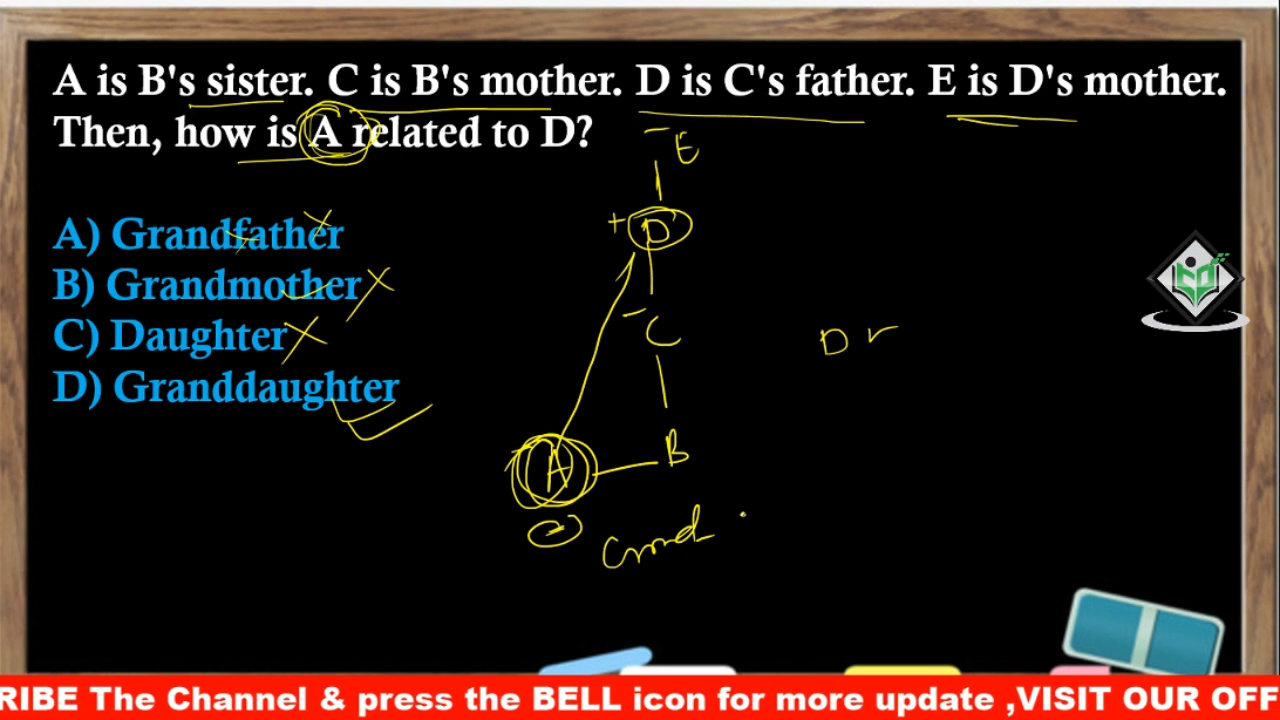 A is B's sister. C is B's mother. D is C's father. E is D's mother.
Then, how is A related to D?
E
A) Grandfather
+ D
B) Grandmother
C) Daughter
- C
D r
D) Granddaughter
A
B
Grand
RIBE The Channel & press the BELL icon for more update ,VISIT OUR OFF